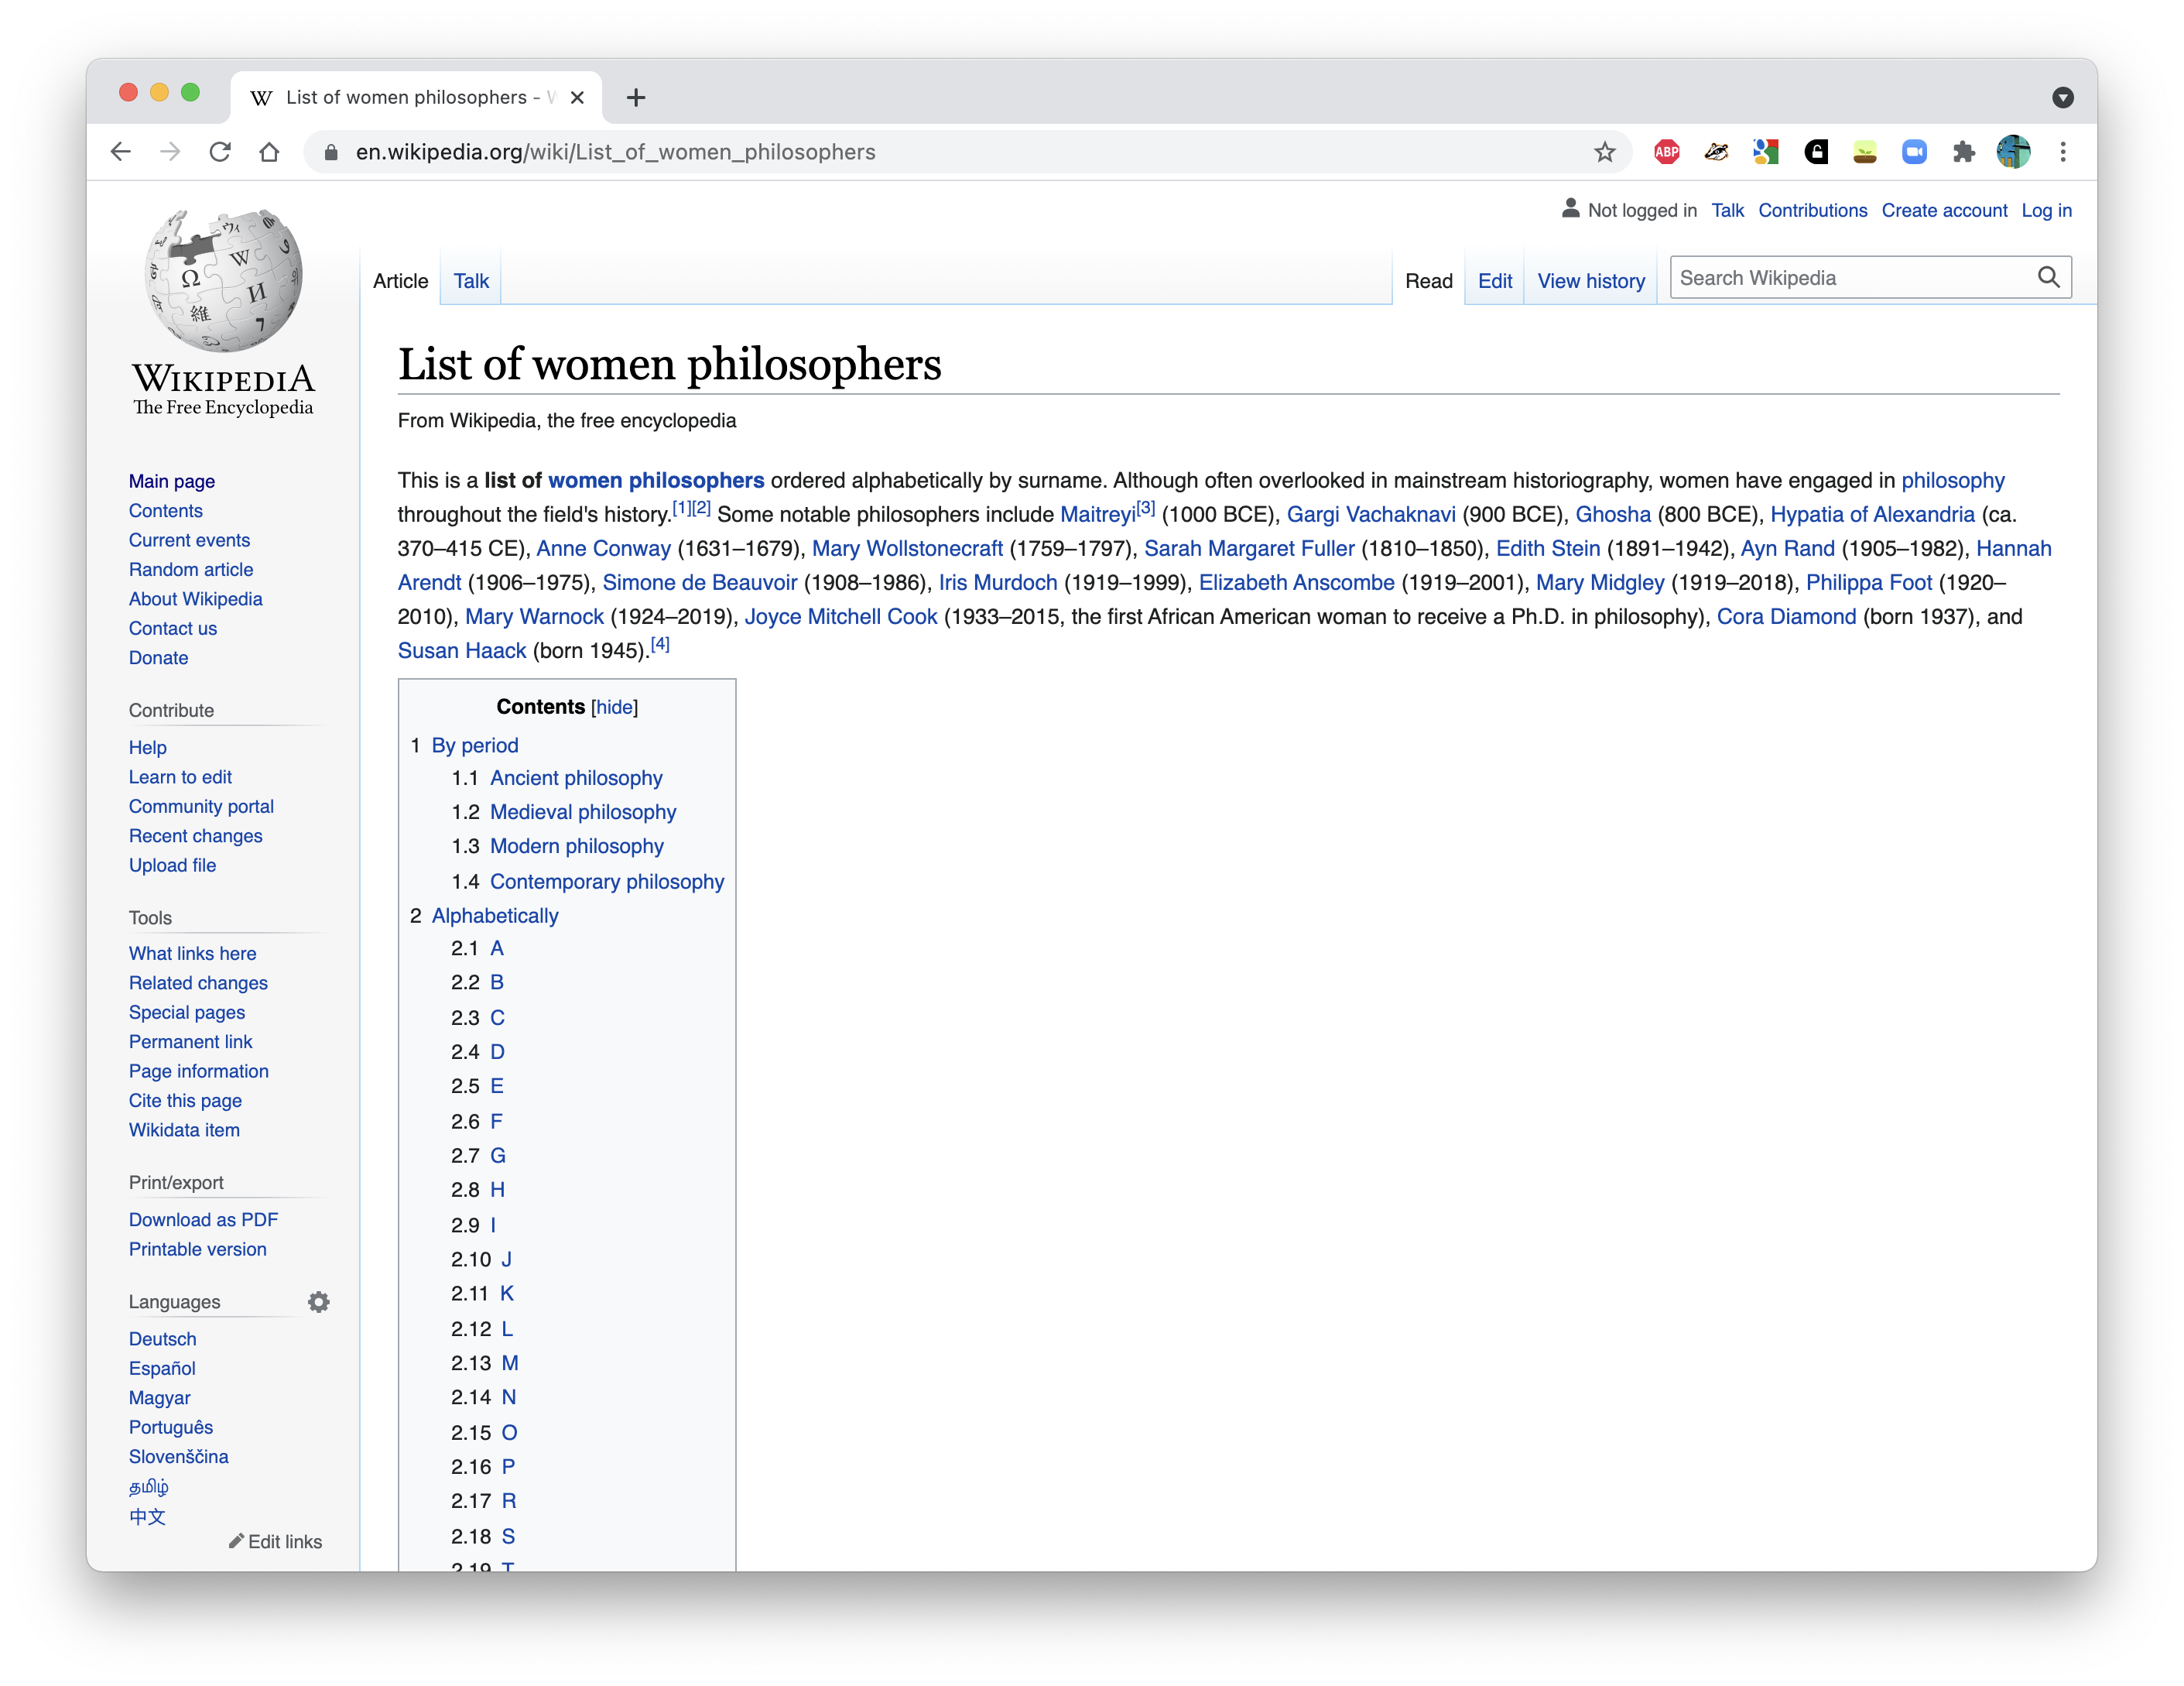 List of women philosophers - W
en.wikipedia.org/wiki/List_of_women_philosophers
ABP
Not logged in Talk Contributions Create account Log in
Article Talk Read Edit View history Search Wikipedia
WIKIPEDIA
The Free Encyclopedia
Main page
Contents
Current events
Random article
About Wikipedia
Contact us
Donate
Contribute
Help
Learn to edit
Community portal
Recent changes
Upload file
Tools
What links here
Related changes
Special pages
Permanent link
Page information
Cite this page
Wikidata item
Print/export
Download as PDF
Printable version
Languages
Deutsch
Español
Magyar
Português
Slovenščina
தமிழ்
中文
Edit links
List of women philosophers
From Wikipedia, the free encyclopedia
This is a list of women philosophers ordered alphabetically by surname. Although often overlooked in mainstream historiography, women have engaged in philosophy
throughout the field's history.[1][2] Some notable philosophers include Maitreyi[3] (1000 BCE), Gargi Vachaknavi (900 BCE), Ghosha (800 BCE), Hypatia of Alexandria (ca.
370–415 CE), Anne Conway (1631–1679), Mary Wollstonecraft (1759–1797), Sarah Margaret Fuller (1810–1850), Edith Stein (1891–1942), Ayn Rand (1905–1982), Hannah
Arendt (1906–1975), Simone de Beauvoir (1908–1986), Iris Murdoch (1919–1999), Elizabeth Anscombe (1919–2001), Mary Midgley (1919–2018), Philippa Foot (1920–
2010), Mary Warnock (1924–2019), Joyce Mitchell Cook (1933–2015, the first African American woman to receive a Ph.D. in philosophy), Cora Diamond (born 1937), and
Susan Haack (born 1945).[4]
Contents [hide]
1 By period
1.1 Ancient philosophy
1.2 Medieval philosophy
1.3 Modern philosophy
1.4 Contemporary philosophy
2 Alphabetically
2.1 A
2.2 B
2.3 C
2.4 D
2.5 E
2.6 F
2.7 G
2.8 H
2.9 I
2.10 J
2.11 K
2.12 L
2.13 M
2.14 N
2.15 O
2.16 P
2.17 R
2.18 S
2.19 T